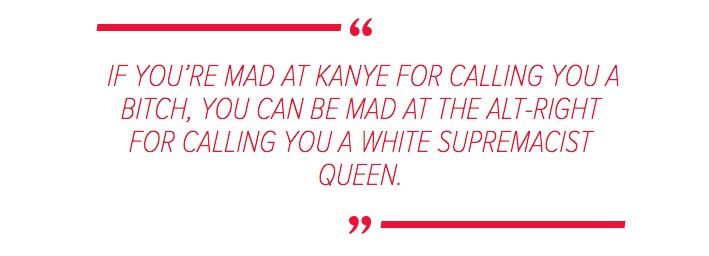 “
IF YOU’RE MAD AT KANYE FOR CALLING YOU A
BITCH, YOU CAN BE MAD AT THE ALT-RIGHT
FOR CALLING YOU A WHITE SUPREMACIST
QUEEN.
”